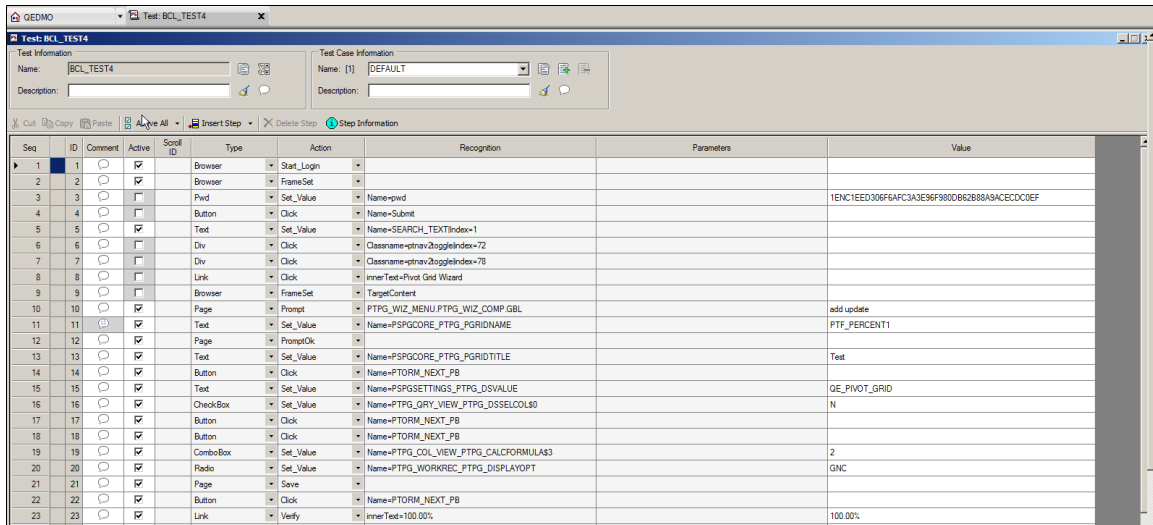 QEDMO Test: BCL_TEST4 x
Test: BCL_TEST4
Test Information Test Case Information
Name: BCL_TEST4 Name: [1] DEFAULT
Description: Description:
Cut Copy Paste Active All Insert Step Delete Step Step Information
Seq ID Comment Active Scroll ID Type Action Recognition Parameters Value
1 1 Browser Start_Login
2 2 Browser FrameSet
3 3 Pwd Set_Value Name=pwd 1ENC1EED306F6AFC3A3E96F980DB62B88A9ACECDC0EF
4 4 Button Click Name=Submit
5 5 Text Set_Value Name=SEARCH_TEXT|Index=1
6 6 Div Click Classname=ptnav2toggle|index=72
7 7 Div Click Classname=ptnav2toggle|index=78
8 8 Link Click innerText=Pivot Grid Wizard
9 9 Browser FrameSet TargetContent
10 10 Page Prompt PTPG_WIZ_MENU.PTPG_WIZ_COMP.GBL add update
11 11 Text Set_Value Name=PSPGCORE_PTPG_PGRIDNAME PTF_PERCENT1
12 12 Page PromptOk
13 13 Text Set_Value Name=PSPGCORE_PTPG_PGRIDTITLE Test
14 14 Button Click Name=PTORM_NEXT_PB
15 15 Text Set_Value Name=PSPGSETTINGS_PTPG_DSVALUE QE_PIVOT_GRID
16 16 CheckBox Set_Value Name=PTPG_QRY_VIEW_PTPG_DSSELCOL$0 N
17 17 Button Click Name=PTORM_NEXT_PB
18 18 Button Click Name=PTORM_NEXT_PB
19 19 ComboBox Set_Value Name=PTPG_COL_VIEW_PTPG_CALCFORMULA$3 2
20 20 Radio Set_Value Name=PTPG_WORKREC_PTPG_DISPLAYOPT GNC
21 21 Page Save
22 22 Button Click Name=PTORM_NEXT_PB
23 23 Link Verify innerText=100.00% 100.00%